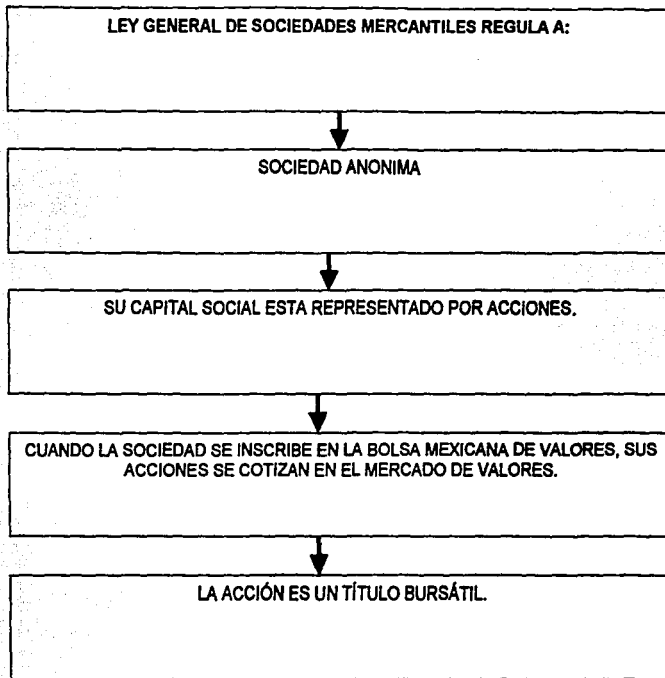 LEY GENERAL DE SOCIEDADES MERCANTILES REGULA A:
SOCIEDAD ANONIMA
SU CAPITAL SOCIAL ESTA REPRESENTADO POR ACCIONES.
CUANDO LA SOCIEDAD SE INSCRIBE EN LA BOLSA MEXICANA DE VALORES, SUS
ACCIONES SE COTIZAN EN EL MERCADO DE VALORES.
LA ACCIÓN ES UN TÍTULO BURSÁTIL.